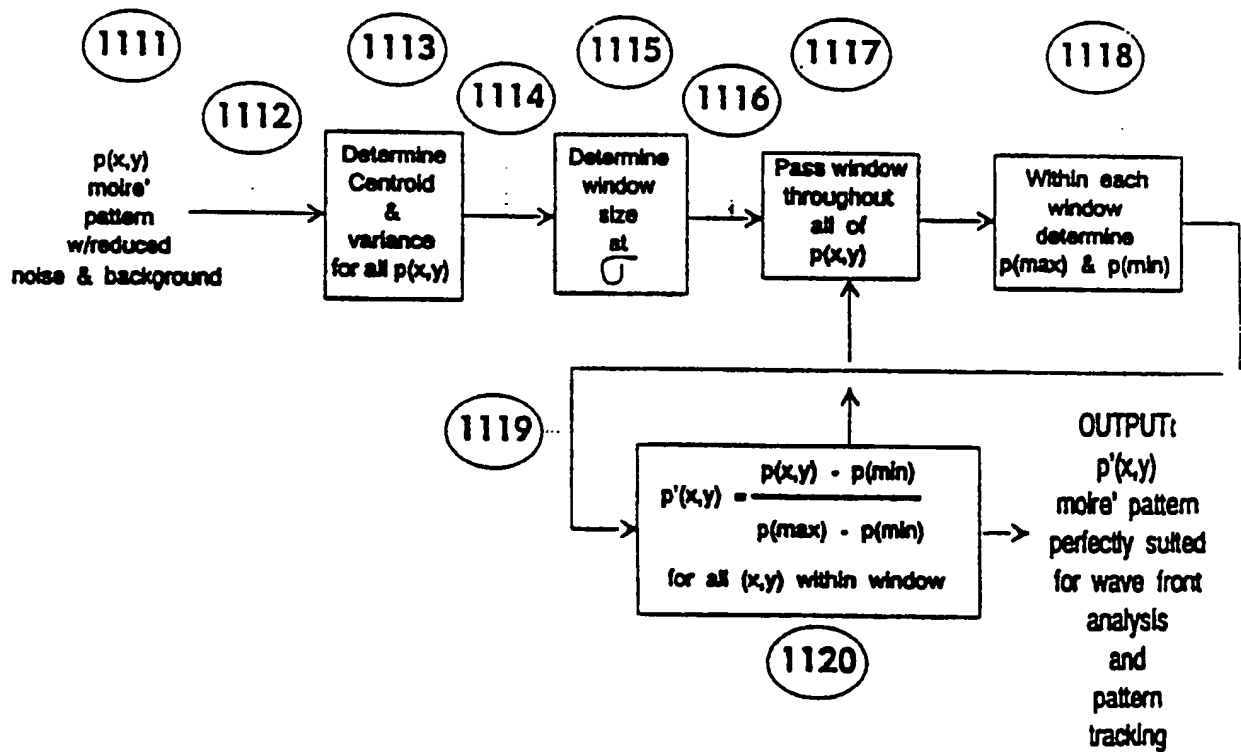 1111
1112
1113
1114
1115
1116
1117
1118
p(x,y)
moire'
pattern
w/reduced
noise & background
Determine
Centroid
&
variance
for all p(x,y)
Determine
window
size
at
σ
Pass window
throughout
all of
p(x,y)
Within each
window
determine
p(max) & p(min)
1119
p'(x,y) = p(x,y) - p(min)
p(max) - p(min)
for all (x,y) within window
1120
OUTPUT:
p'(x,y)
moire' pattern
perfectly suited
for wave front
analysis
and
pattern
tracking